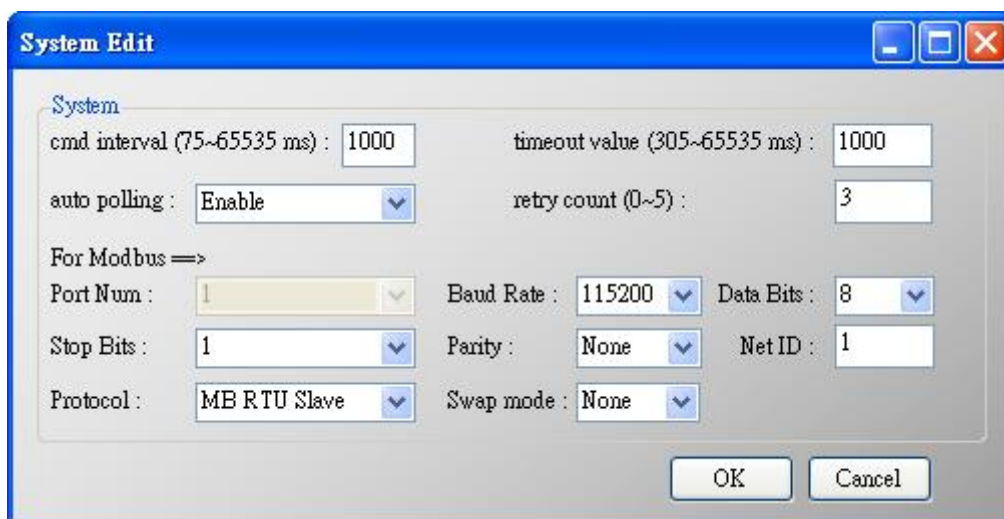 System Edit
System
cmd interval (75~65535 ms) : 1000 timeout value (305~65535 ms) : 1000
auto polling : Enable retry count (0~5) : 3
For Modbus ==>
Port Num : 1 Baud Rate : 115200 Data Bits : 8
Stop Bits : 1 Parity : None Net ID : 1
Protocol : MB RTU Slave Swap mode : None
OK Cancel